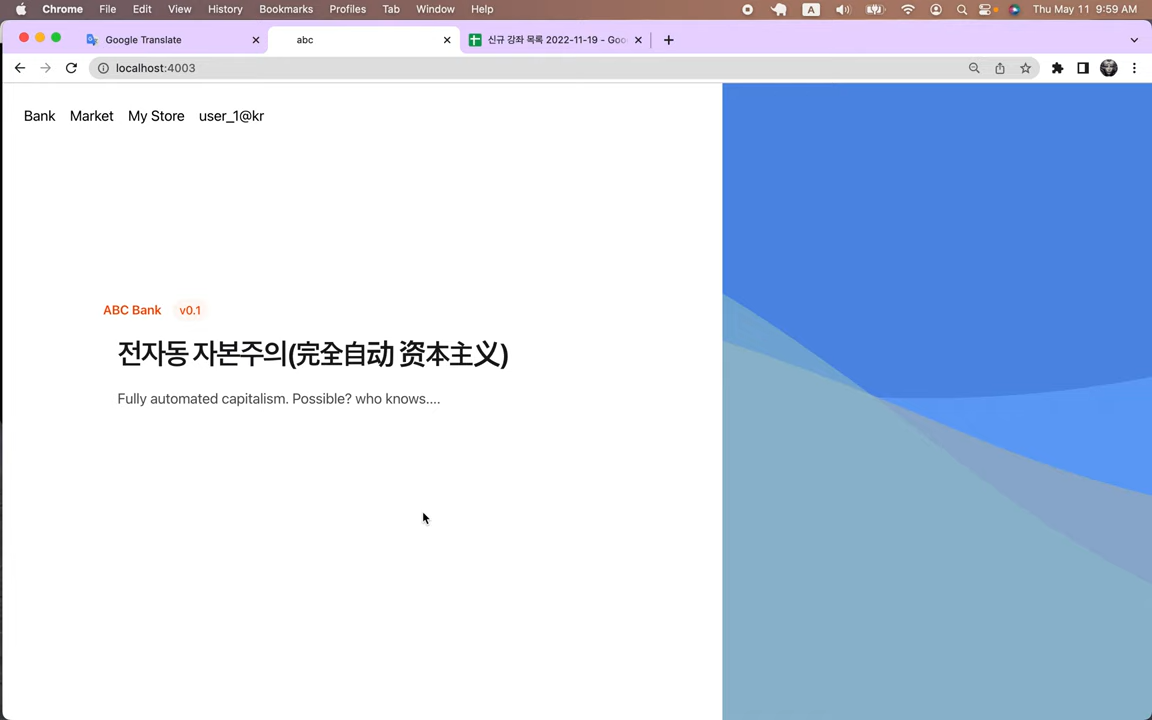 Chrome File Edit View History Bookmarks Profiles Tab Window Help A Thu May 11 9:59 AM
Google Translate abc 신규 강좌 목록 2022-11-19 - Goo
localhost:4003
Bank Market My Store user_1@kr
ABC Bank v0.1
전자동 자본주의(完全自动 资本主义)
Fully automated capitalism. Possible? who knows....